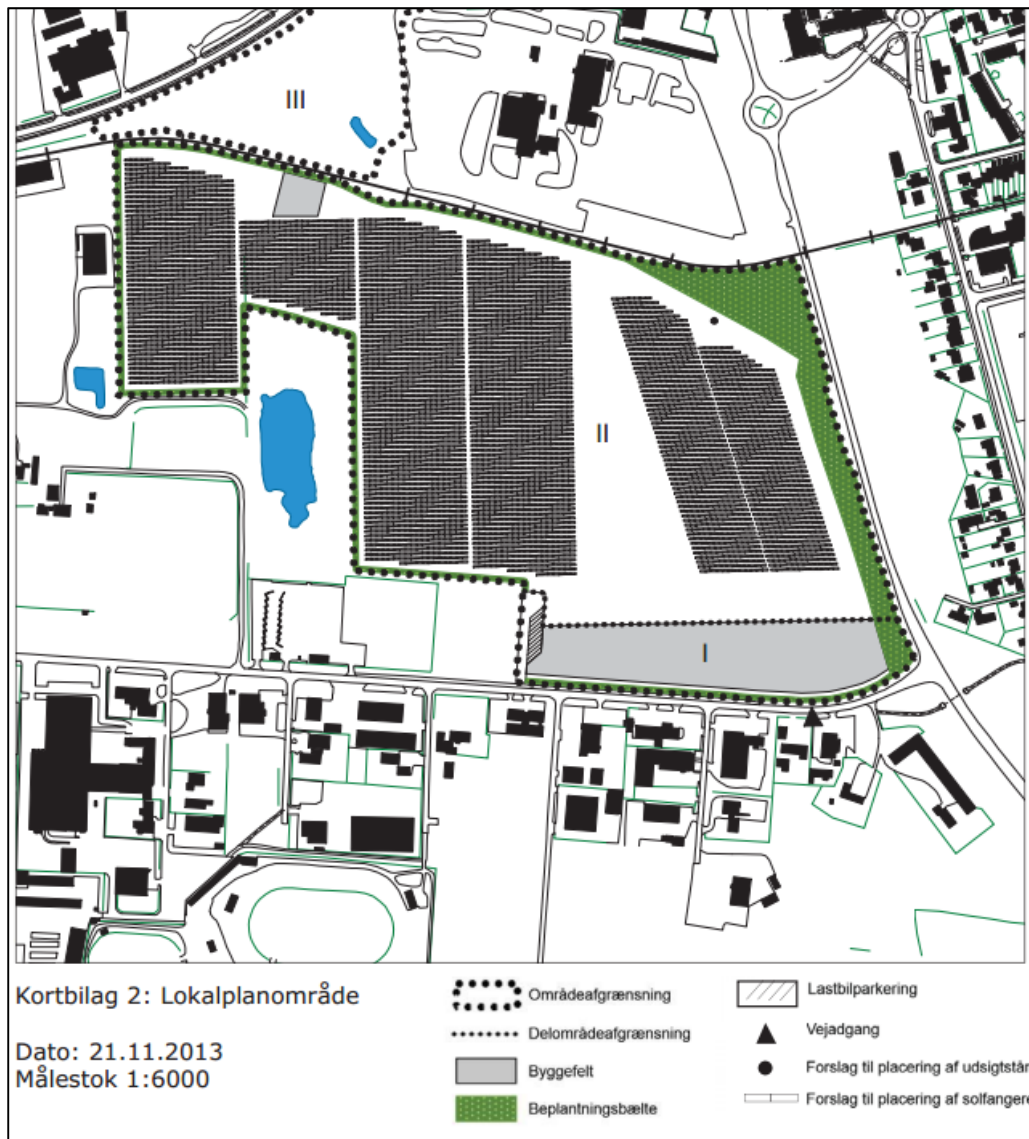 III
II
I
Kortbilag 2: Lokalplanområde
Dato: 21.11.2013
Målestok 1:6000
Områdeafgrænsning
Delområdeafgrænsning
Byggefelt
Beplantningsbælte
Lastbilparkering
Vejadgang
Forslag til placering af udsigtstår
Forslag til placering af solfangere